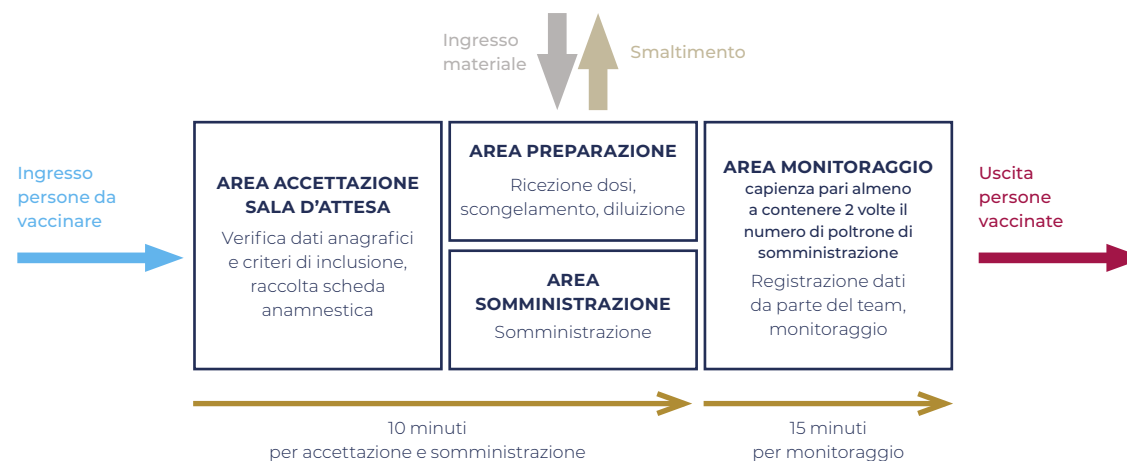 Ingresso
materiale
Smaltimento
Ingresso
persone da
vaccinare
AREA ACCETTAZIONE
SALA D'ATTESA
Verifica dati anagrafici
e criteri di inclusione,
raccolta scheda
anamnestica
AREA PREPARAZIONE
Ricezione dosi,
scongelamento, diluizione
AREA
SOMMINISTRAZIONE
Somministrazione
AREA MONITORAGGIO
capienza pari almeno
a contenere 2 volte il
numero di poltrone di
somministrazione
Registrazione dati
da parte del team,
monitoraggio
Uscita
persone
vaccinate
10 minuti
per accettazione e somministrazione
15 minuti
per monitoraggio